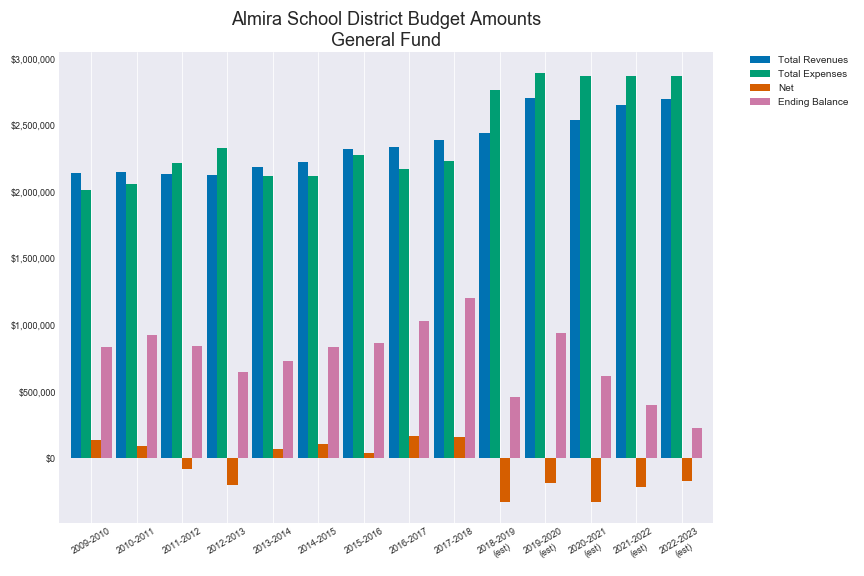 Almira School District Budget Amounts
General Fund
$3,000,000
$2,500,000
$2,000,000
$1,500,000
$1,000,000
$500,000
$0
2009-2010
2010-2011
2011-2012
2012-2013
2013-2014
2014-2015
2015-2016
2016-2017
2017-2018
2018-2019
(est)
2019-2020
(est)
2020-2021
(est)
2021-2022
(est)
2022-2023
(est)
Total Revenues
Total Expenses
Net
Ending Balance